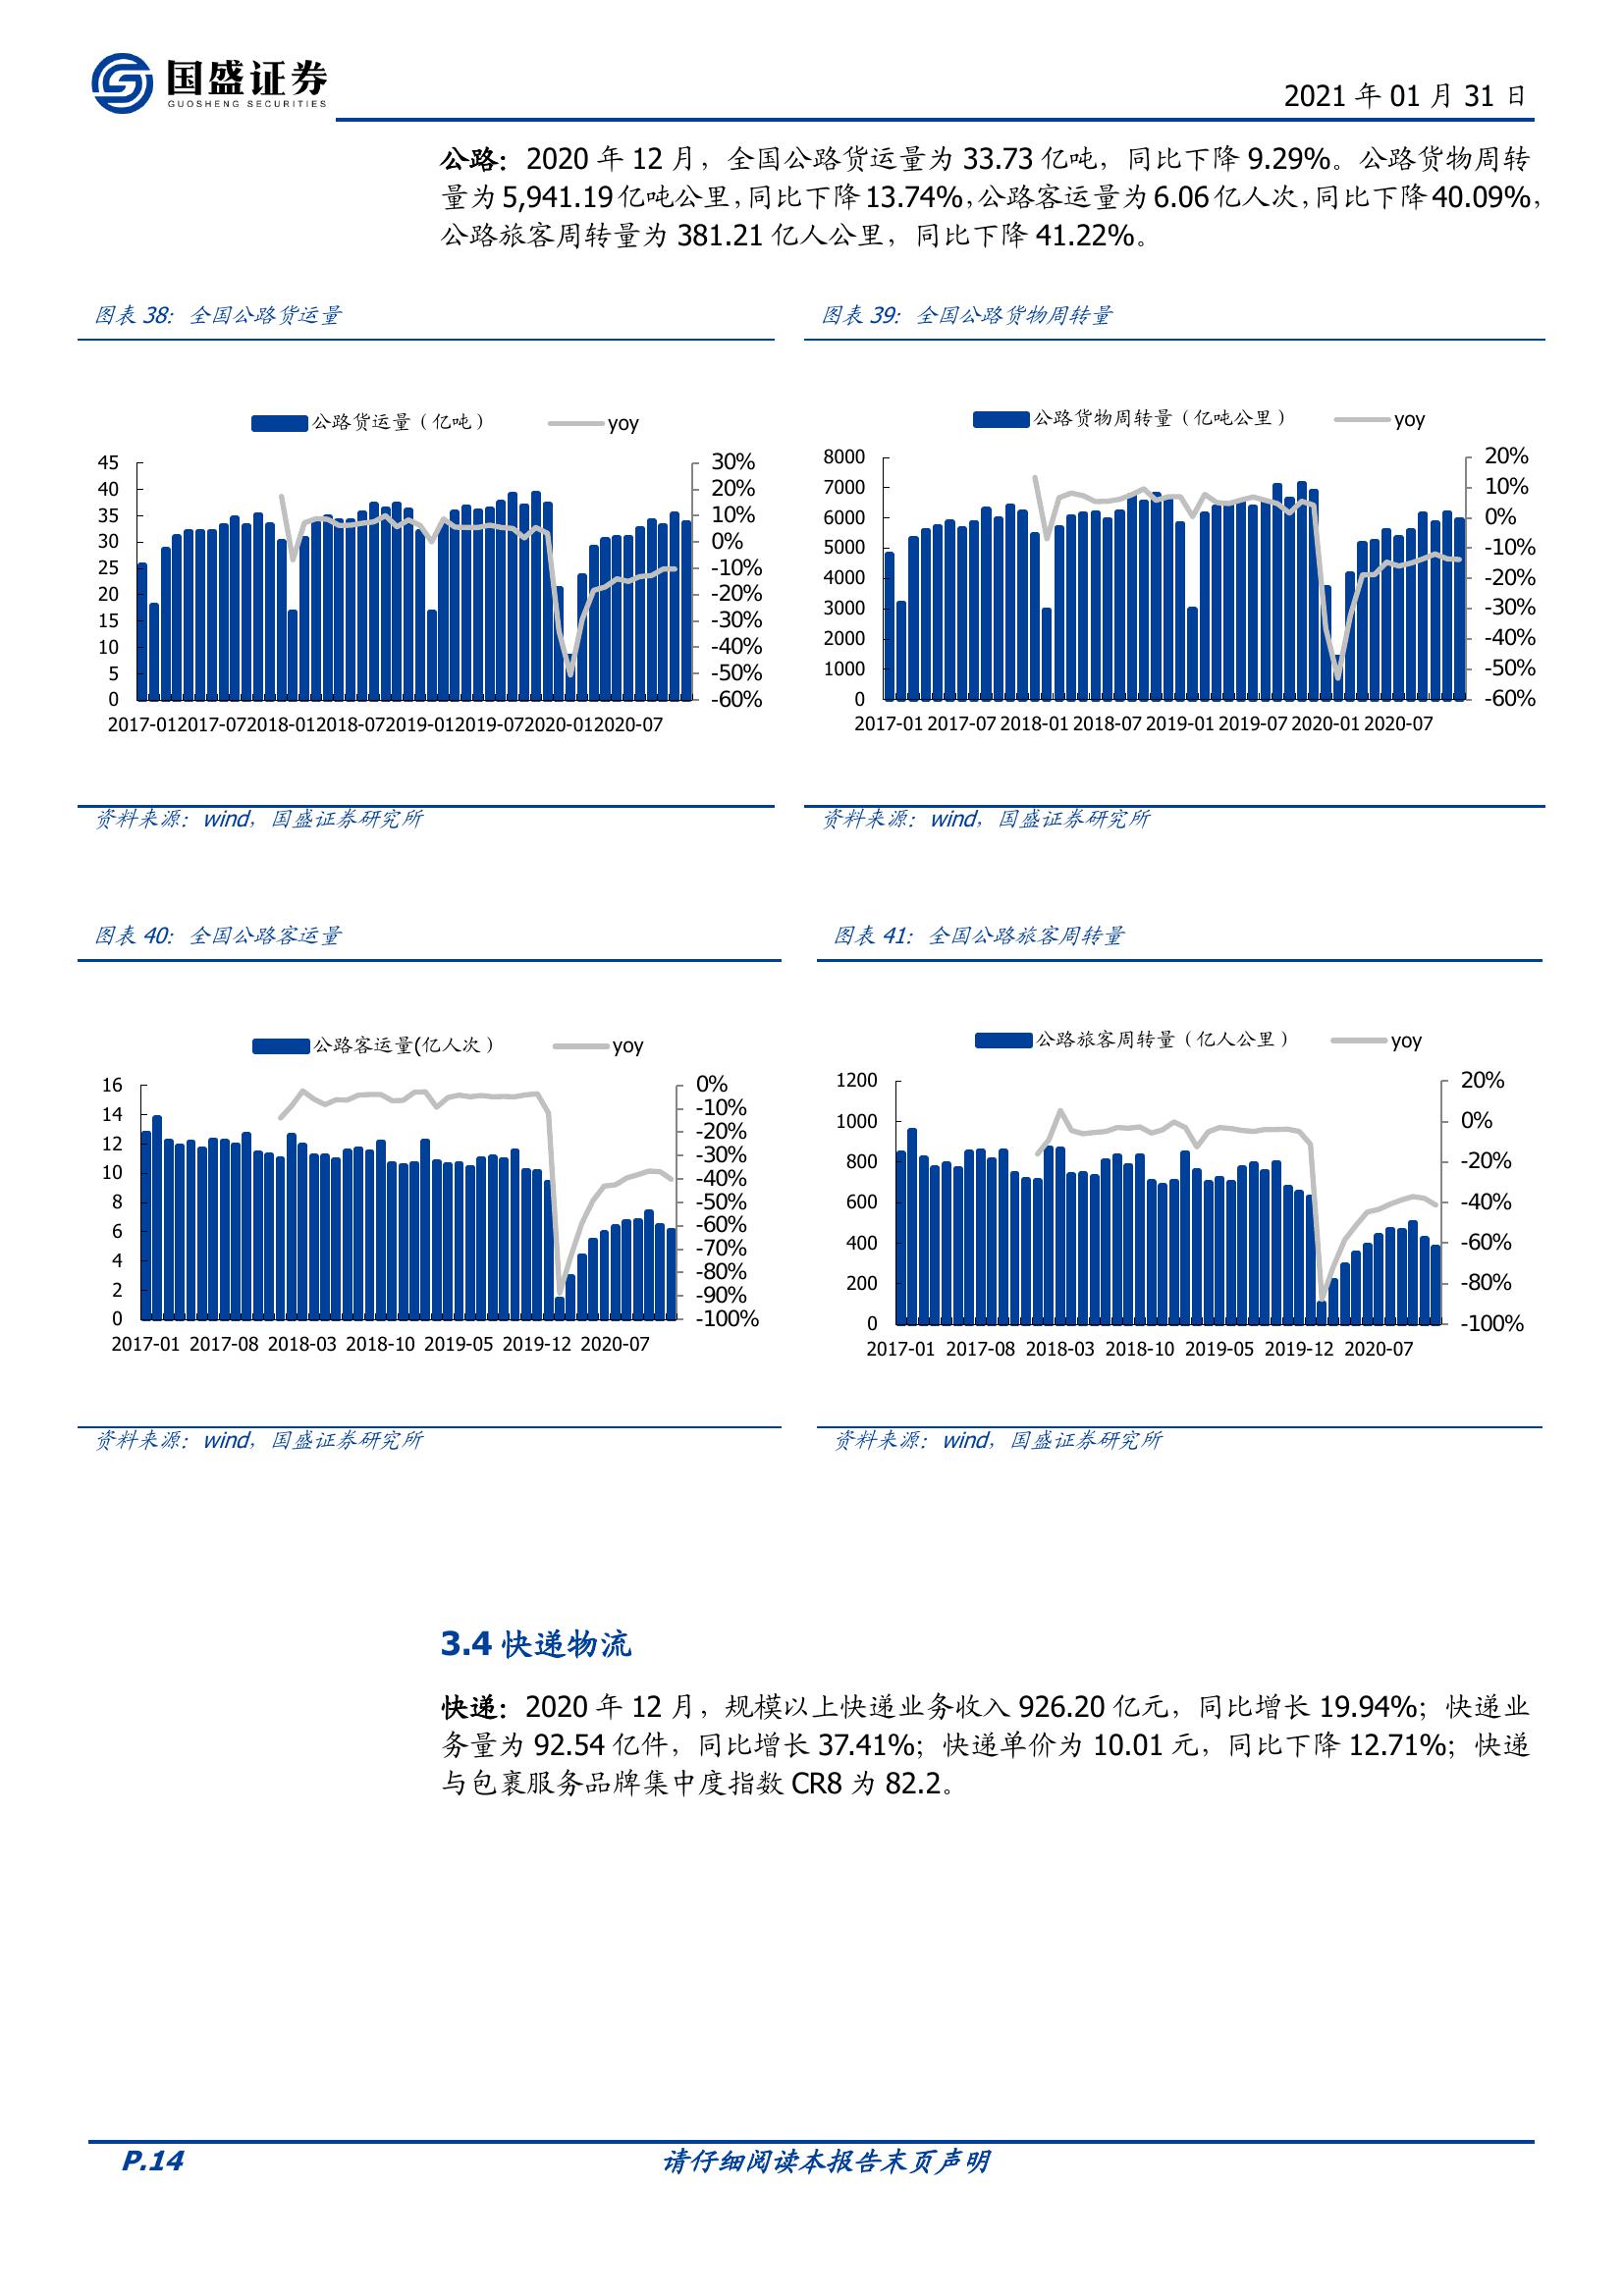 国盛证券
GUOSHENG SECURITIES
2021 年 01 月 31 日
公路：2020 年 12 月，全国公路货运量为 33.73 亿吨，同比下降 9.29%。公路货物周转
量为 5,941.19 亿吨公里，同比下降 13.74%，公路客运量为 6.06 亿人次，同比下降 40.09%，
公路旅客周转量为 381.21 亿人公里，同比下降 41.22%。
图表 38：全国公路货运量
图表 39：全国公路货物周转量
公路货运量（亿吨） yoy
45
40
35
30
25
20
15
10
5
0
30%
20%
10%
0%
-10%
-20%
-30%
-40%
-50%
-60%
2017-01 2017-07 2018-01 2018-07 2019-01 2019-07 2020-01 2020-07
公路货物周转量（亿吨公里） yoy
8000
7000
6000
5000
4000
3000
2000
1000
0
20%
10%
0%
-10%
-20%
-30%
-40%
-50%
-60%
2017-01 2017-07 2018-01 2018-07 2019-01 2019-07 2020-01 2020-07
资料来源：wind，国盛证券研究所
资料来源：wind，国盛证券研究所
图表 40：全国公路客运量
图表 41：全国公路旅客周转量
公路客运量(亿人次） yoy
16
14
12
10
8
6
4
2
0
0%
-10%
-20%
-30%
-40%
-50%
-60%
-70%
-80%
-90%
-100%
2017-01 2017-08 2018-03 2018-10 2019-05 2019-12 2020-07
公路旅客周转量（亿人公里） yoy
1200
1000
800
600
400
200
0
20%
0%
-20%
-40%
-60%
-80%
-100%
2017-01 2017-08 2018-03 2018-10 2019-05 2019-12 2020-07
资料来源：wind，国盛证券研究所
资料来源：wind，国盛证券研究所
3.4 快递物流
快递：2020 年 12 月，规模以上快递业务收入 926.20 亿元，同比增长 19.94%；快递业
务量为 92.54 亿件，同比增长 37.41%；快递单价为 10.01 元，同比下降 12.71%；快递
与包裹服务品牌集中度指数 CR8 为 82.2。
P.14
请仔细阅读本报告末页声明